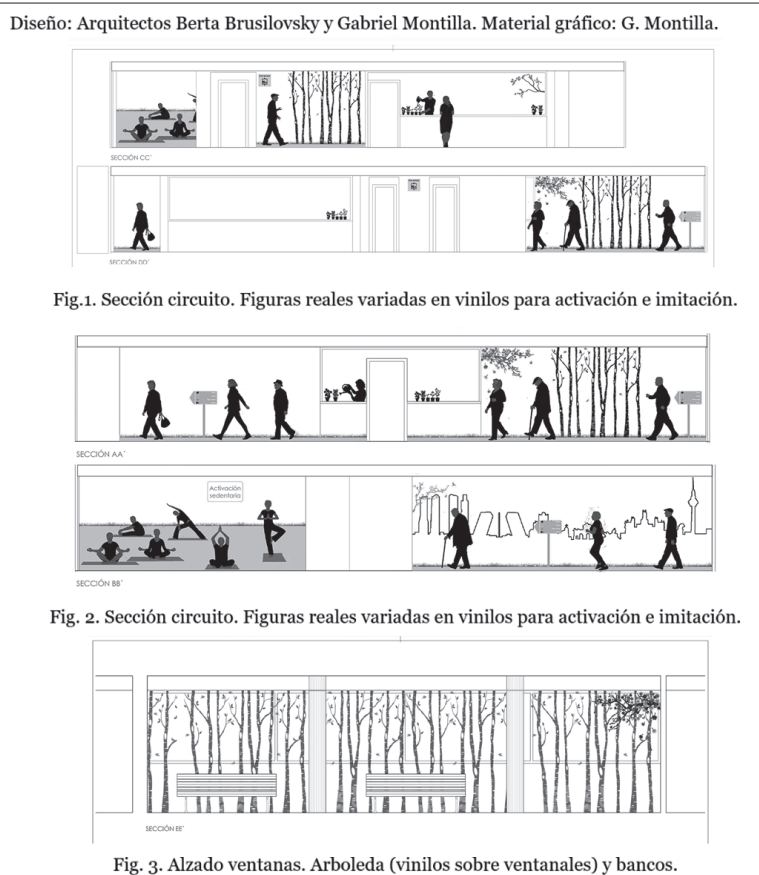 Diseño: Arquitectos Berta Brusilovsky y Gabriel Montilla. Material gráfico: G. Montilla.
SECCIÓN CC´
SECCIÓN DD´
Fig.1. Sección circuito. Figuras reales variadas en vinilos para activación e imitación.
SECCIÓN AA´
Activación
sedentaria
SECCIÓN BB´
Fig. 2. Sección circuito. Figuras reales variadas en vinilos para activación e imitación.
SECCIÓN EE´
Fig. 3. Alzado ventanas. Arboleda (vinilos sobre ventanales) y bancos.